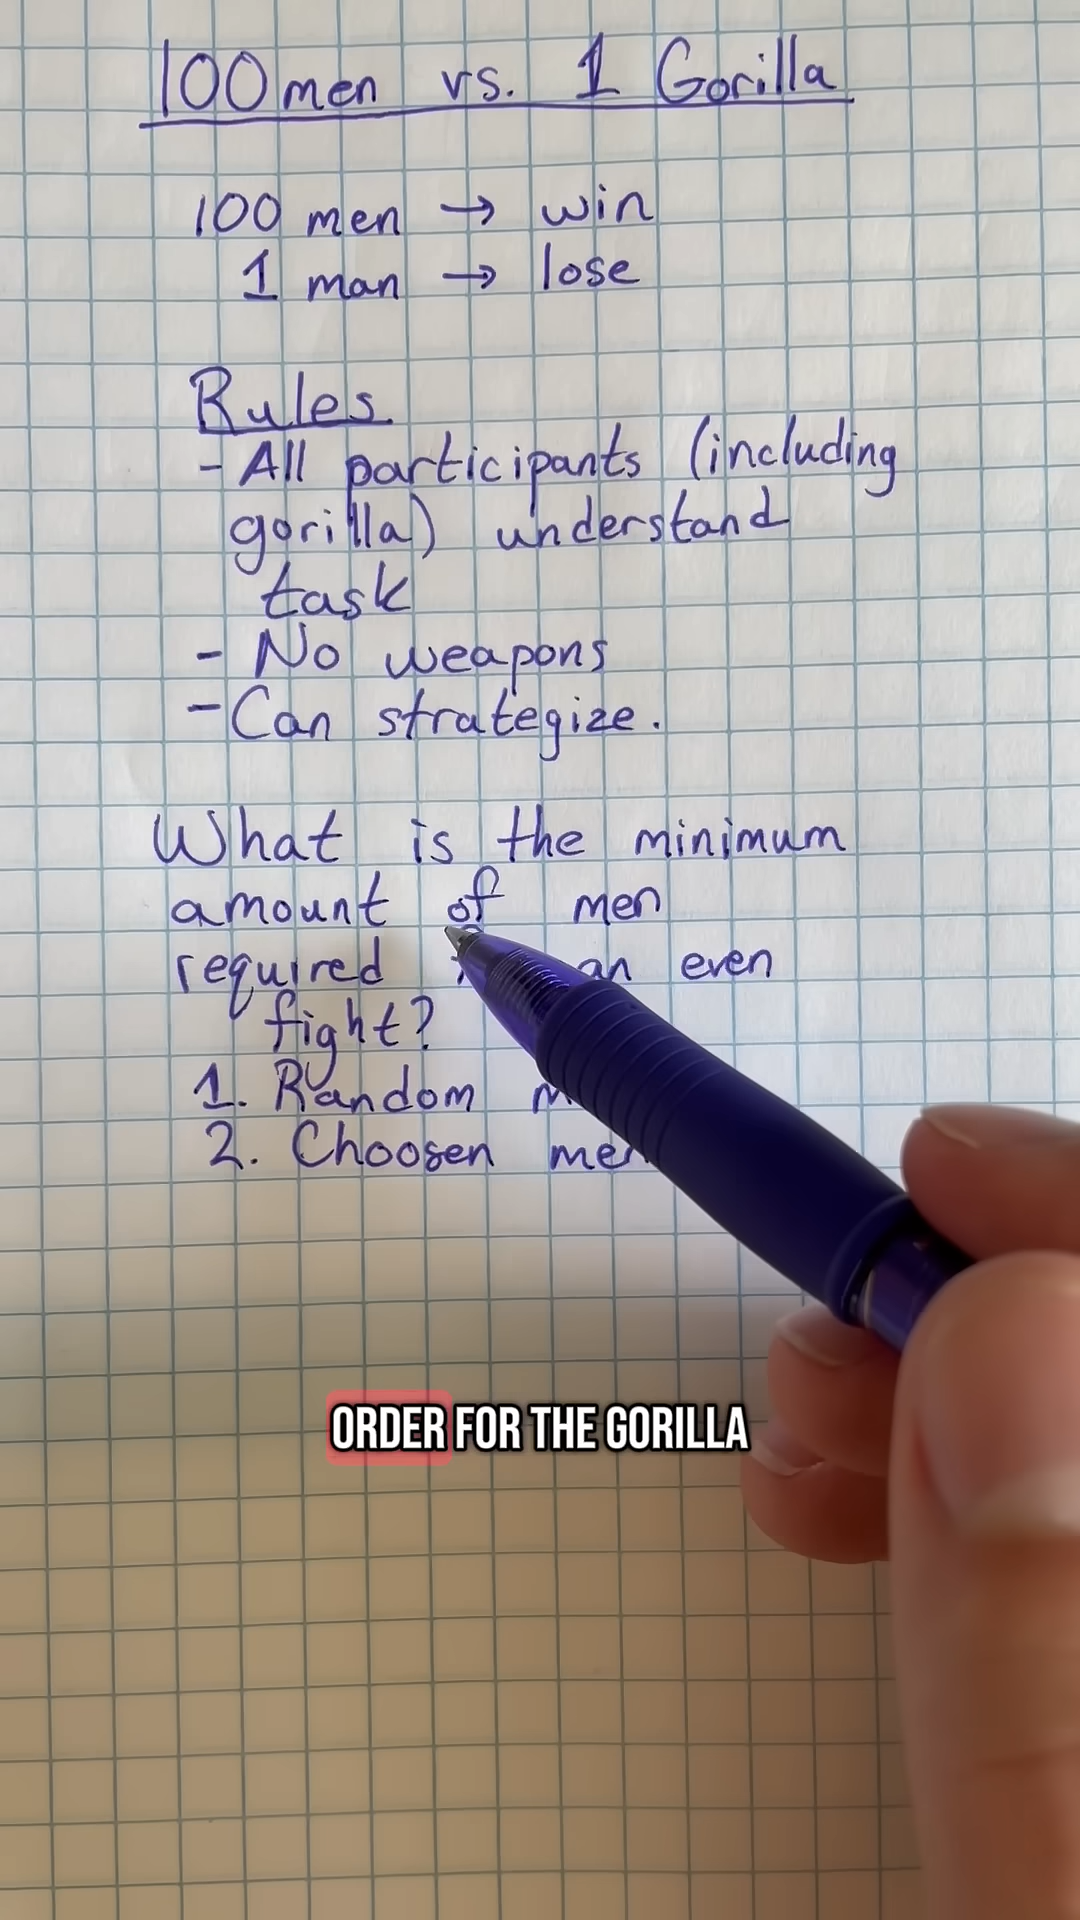 100 men vs. 1 Gorilla
100 men → win
1 man → lose
Rules
- All participants (including
gorilla) understand
task
- No weapons
- Can strategize.
What is the minimum
amount of men
required an even
fight?
1. Random
2. Choosen men
ORDER FOR THE GORILLA